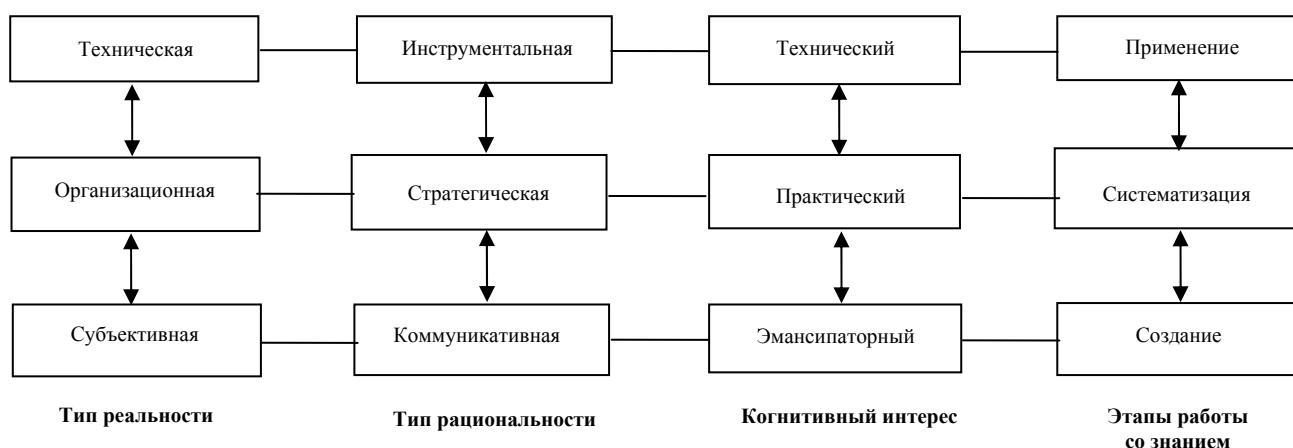 Техническая
Инструментальная
Технический
Применение
Организационная
Стратегическая
Практический
Систематизация
Субъективная
Коммуникативная
Эмансипаторный
Создание
Тип реальности
Тип рациональности
Когнитивный интерес
Этапы работы
со знанием